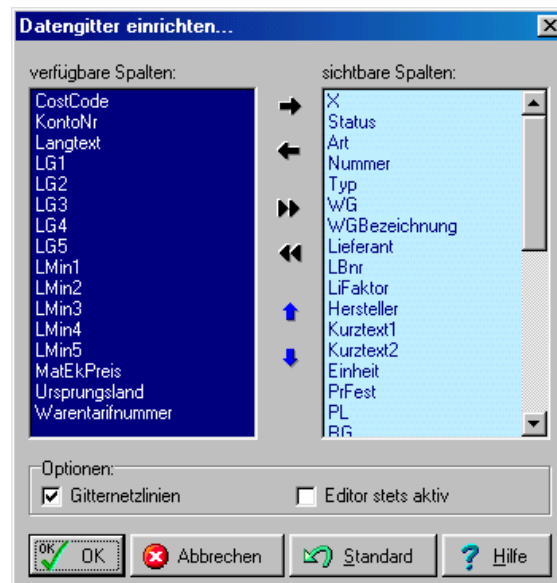 Datengitter einrichten...
verfügbare Spalten:
CostCode
KontoNr
Langtext
LG1
LG2
LG3
LG4
LG5
LMin1
LMin2
LMin3
LMin4
LMin5
MatEkPreis
Ursprungsland
Warentarifnummer
sichtbare Spalten:
X
Status
Art
Nummer
Typ
WG
WGBezeichnung
Lieferant
LBnr
LiFaktor
Hersteller
Kurztext1
Kurztext2
Einheit
PrFest
PL
BG
Optionen:
Gitternetzlinien
Editor stets aktiv
OK OK
Abbrechen
Standard
? Hilfe